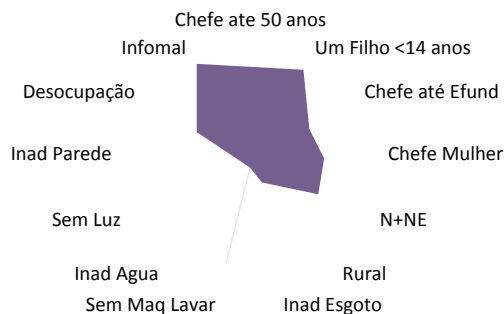 Chefe ate 50 anos
Infomal
Um Filho <14 anos
Desocupação
Chefe até Efund
Inad Parede
Chefe Mulher
Sem Luz
N+NE
Inad Agua
Rural
Sem Maq Lavar
Inad Esgoto